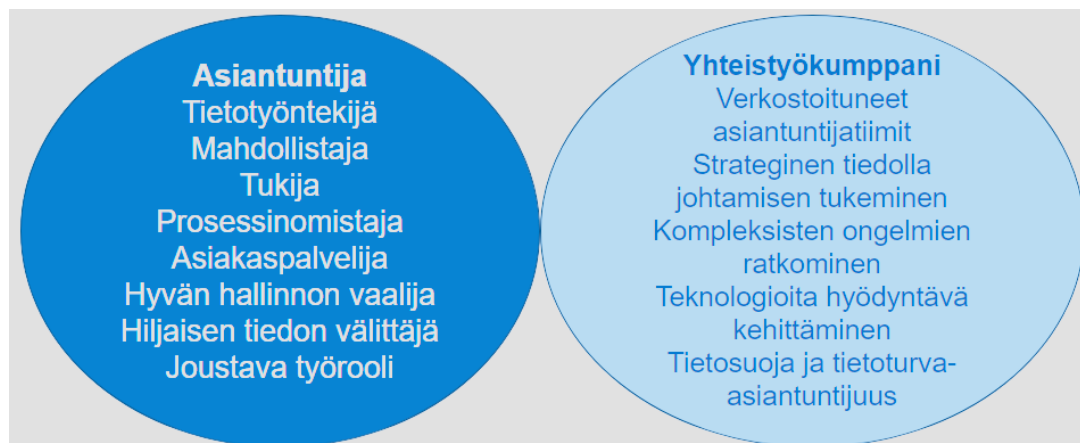 Asiantuntija
Tietotyöntekijä
Mahdollistaja
Tukija
Prosessinomistaja
Asiakaspalvelija
Hyvän hallinnon vaalija
Hiljaisen tiedon välittäjä
Joustava työrooli
Yhteistyökumppani
Verkostoituneet
asiantuntijatiimit
Strateginen tiedolla
johtamisen tukeminen
Kompleksisten ongelmien
ratkominen
Teknologioita hyödyntävä
kehittäminen
Tietosuoja ja tietoturva-
asiantuntijuus